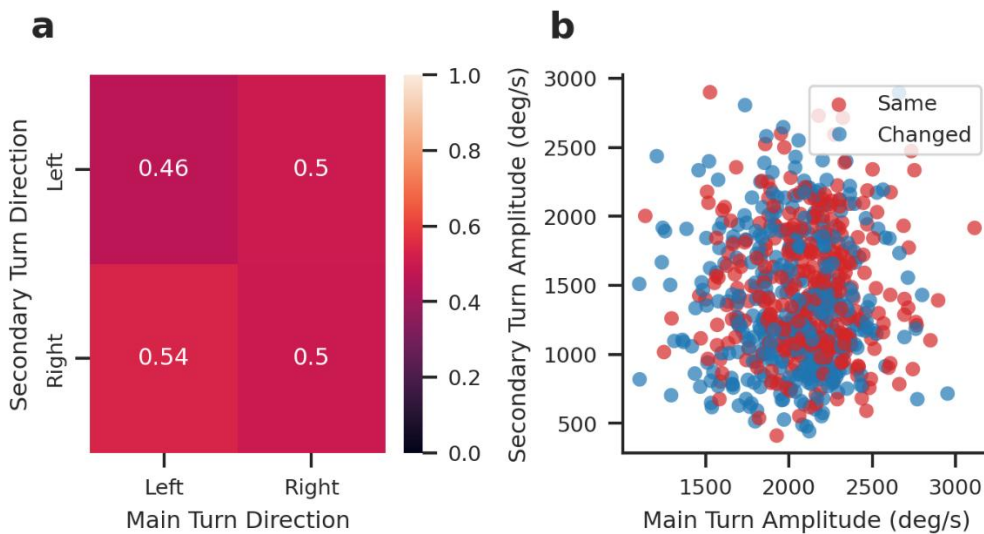 a
Secondary Turn Direction
Left
Right
0.46
0.5
0.54
0.5
Left
Right
Main Turn Direction
1.0
0.8
0.6
0.4
0.2
0.0
b
Secondary Turn Amplitude (deg/s)
3000
2500
2000
1500
1000
500
Same
Changed
1500
2000
2500
3000
Main Turn Amplitude (deg/s)